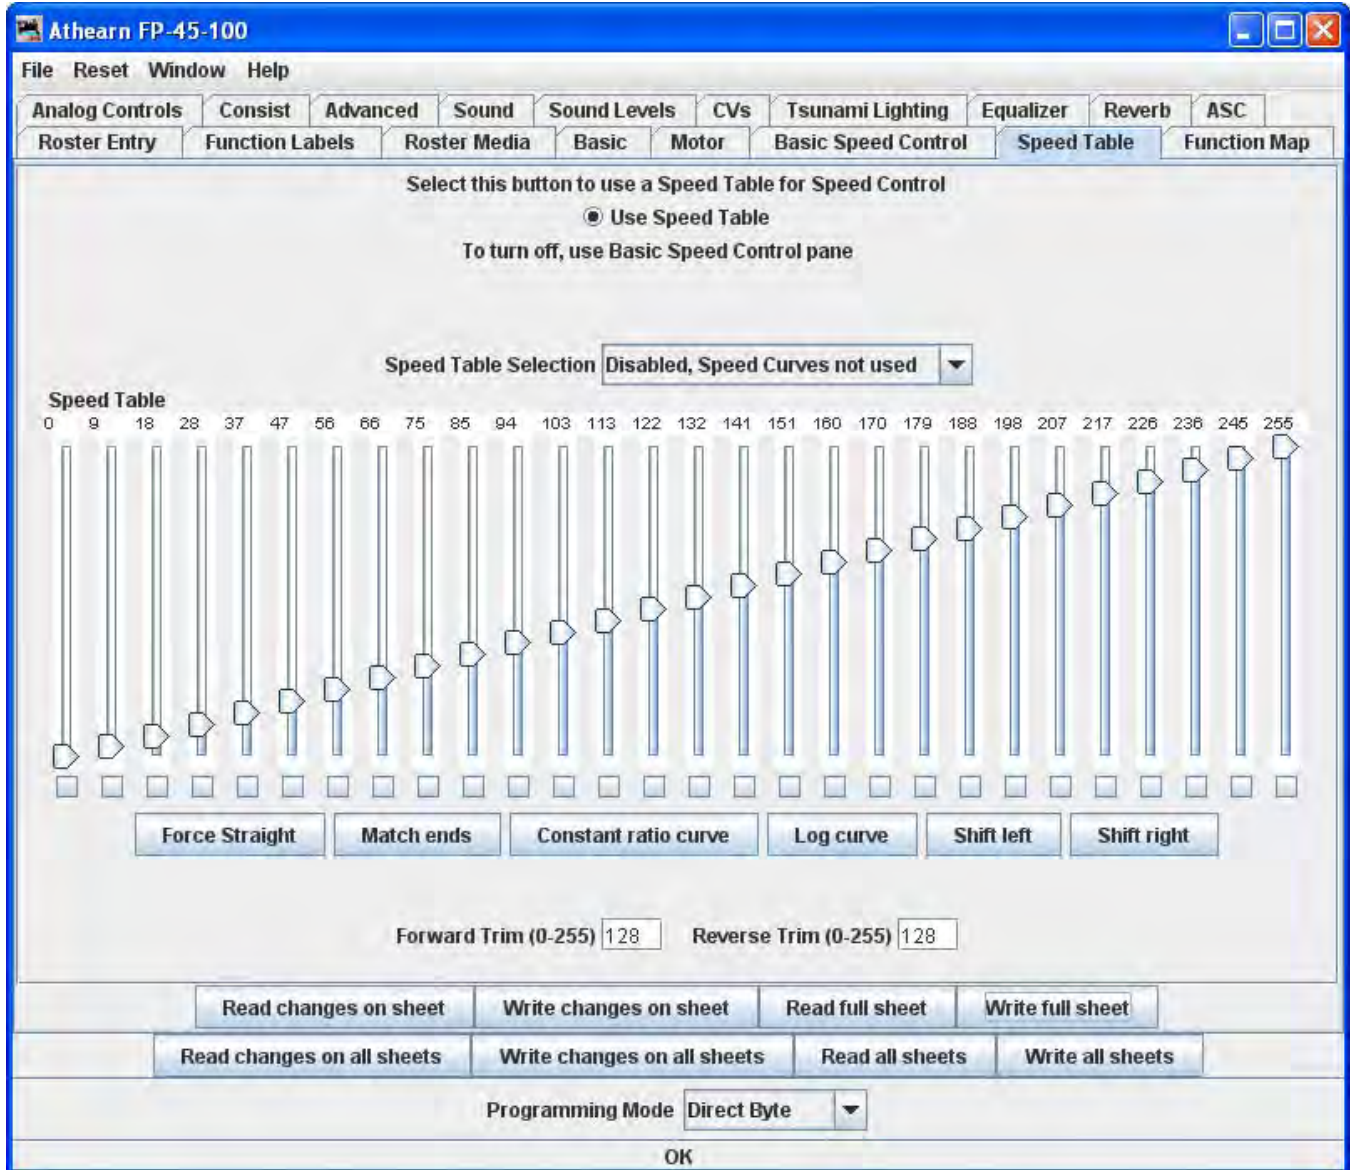 Athearn FP-45-100
File Reset Window Help
Analog Controls Consist Advanced Sound Sound Levels CVs Tsunami Lighting Equalizer Reverb ASC
Roster Entry Function Labels Roster Media Basic Motor Basic Speed Control Speed Table Function Map
Select this button to use a Speed Table for Speed Control
Use Speed Table
To turn off, use Basic Speed Control pane
Speed Table Selection Disabled, Speed Curves not used
Speed Table
0 9 18 28 37 47 56 66 75 85 94 103 113 122 132 141 151 160 170 179 188 198 207 217 226 236 245 255
Force Straight Match ends Constant ratio curve Log curve Shift left Shift right
Forward Trim (0-255) 128 Reverse Trim (0-255) 128
Read changes on sheet Write changes on sheet Read full sheet Write full sheet
Read changes on all sheets Write changes on all sheets Read all sheets Write all sheets
Programming Mode Direct Byte
OK